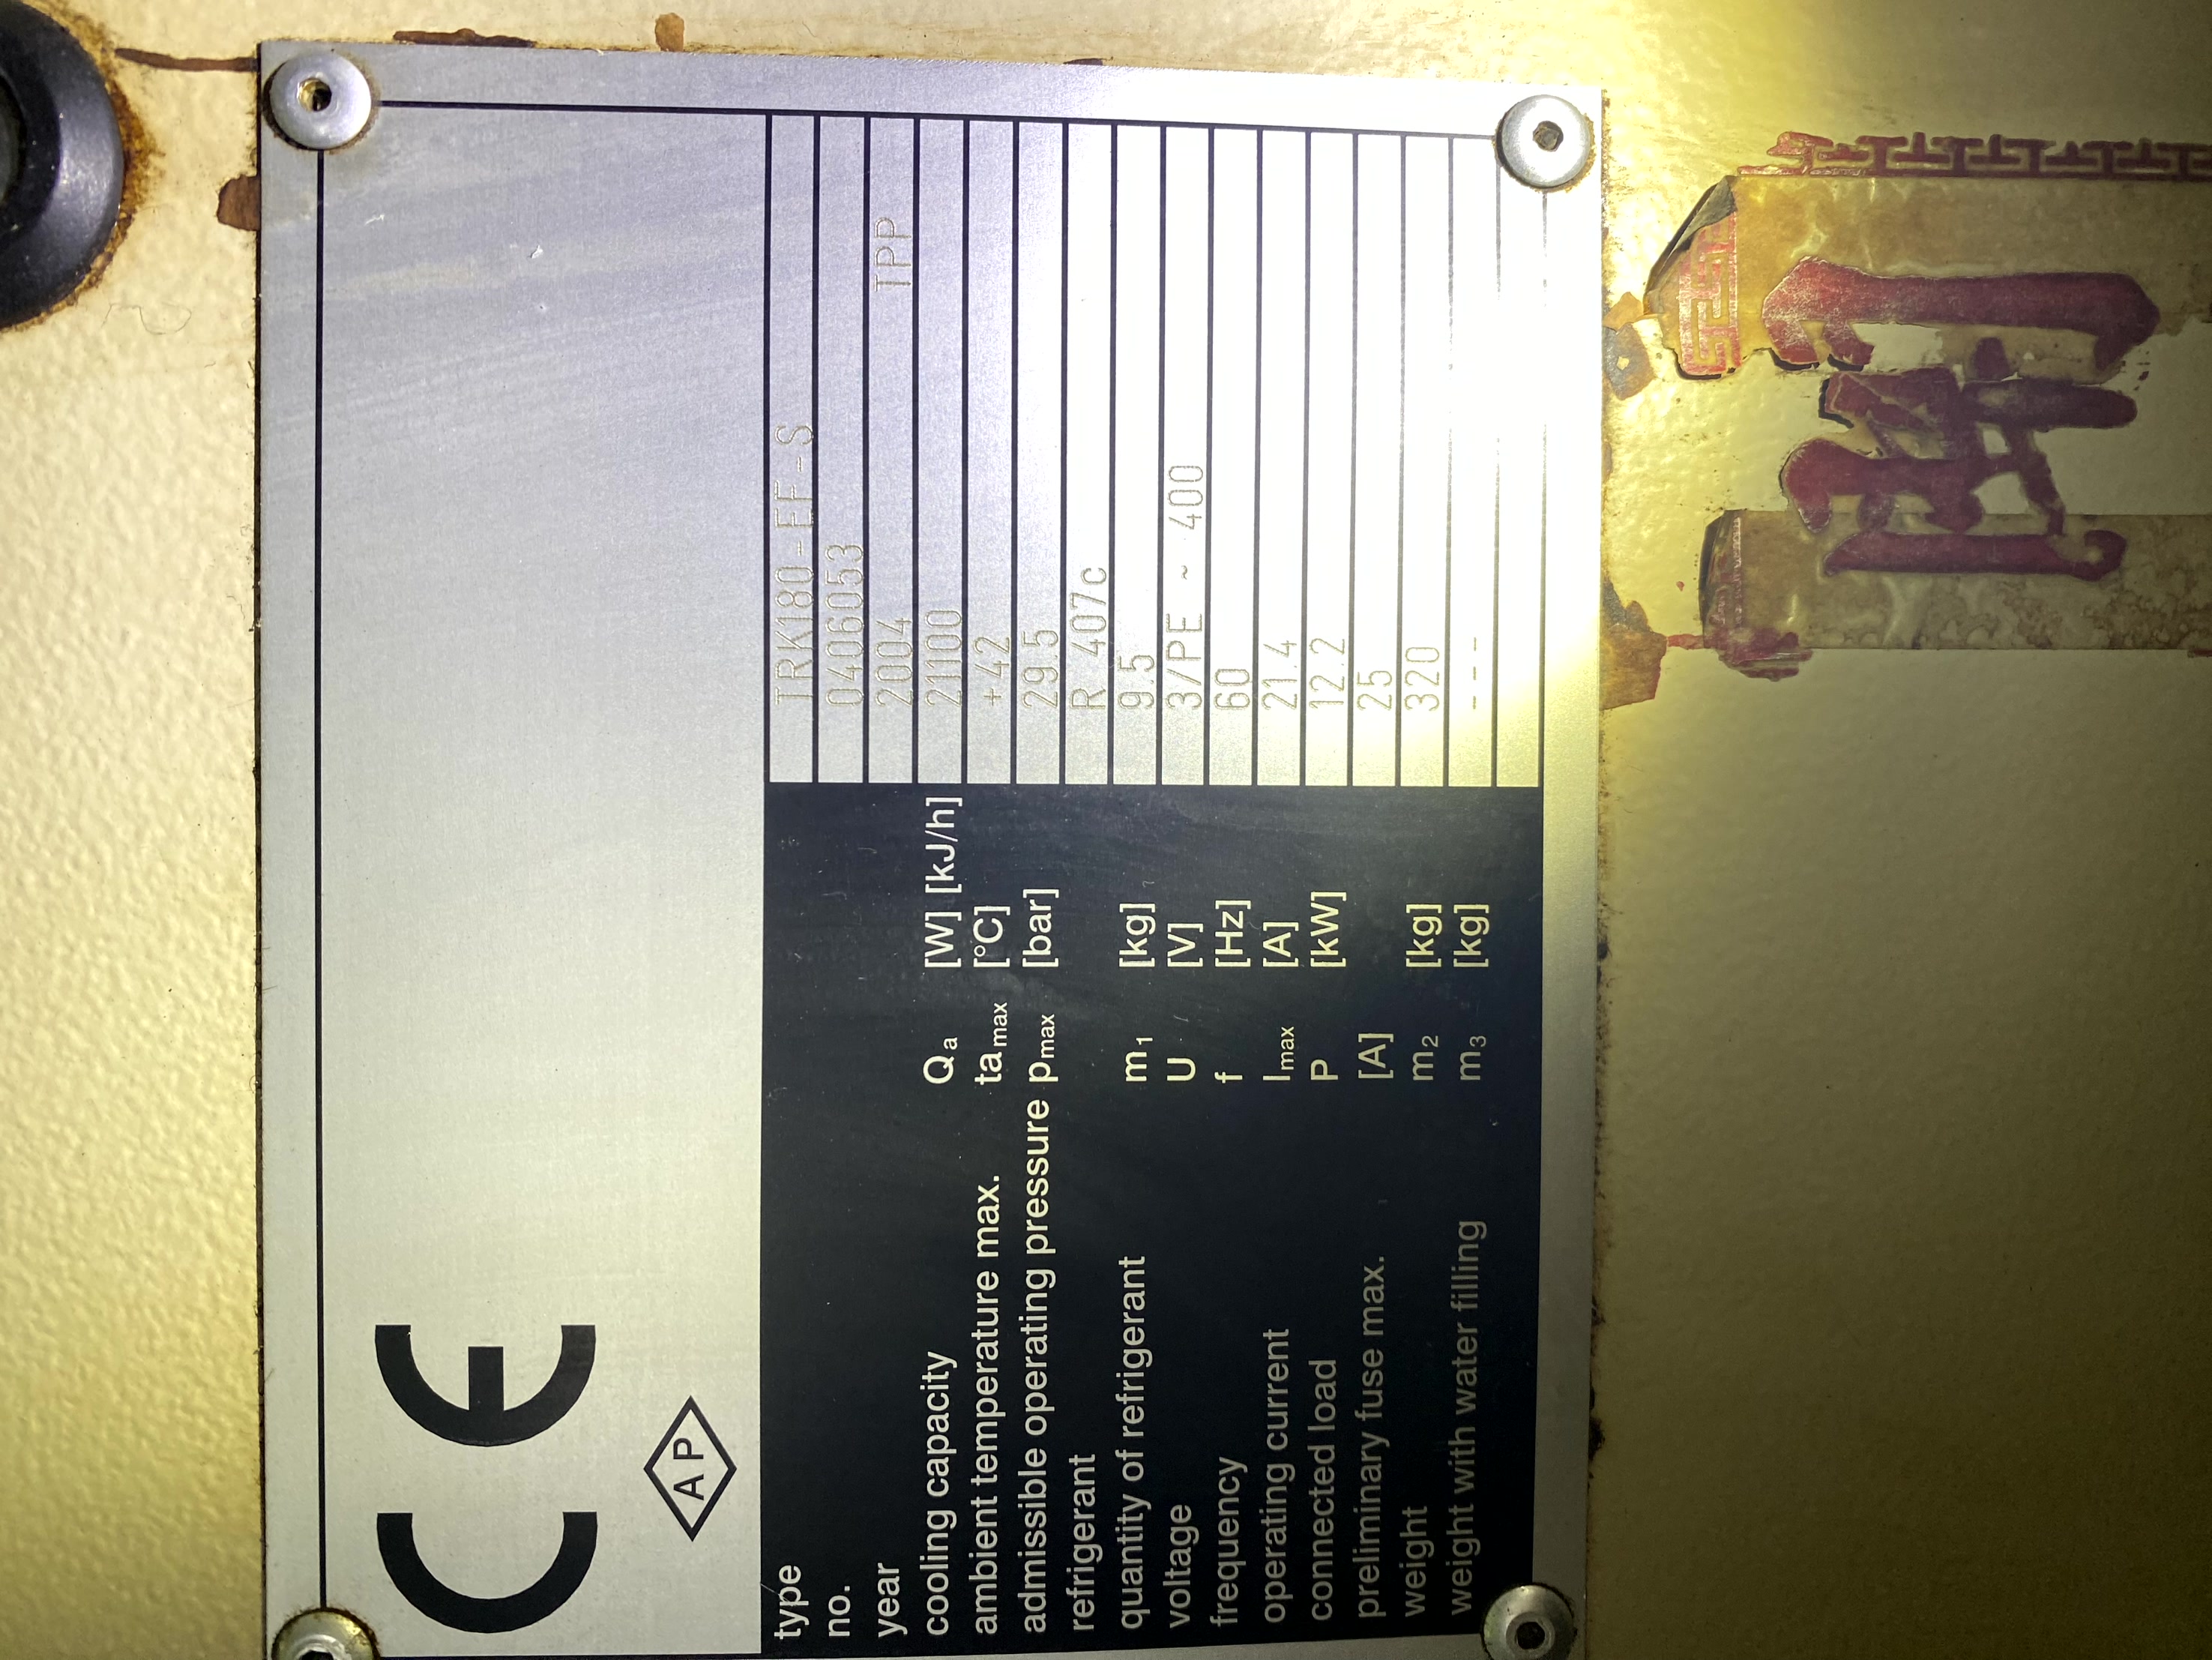 CE
AP
type TRK180-EF-S
no. 0406053
year 2004 TPP
cooling capacity Qa [W] [kJ/h] 21100
ambient temperature max. ta max [°C] +42
admissible operating pressure pmax [bar] 29.5
refrigerant R 407c
quantity of refrigerant m1 [kg] 9.5
voltage U [V] 3/PE ~ 400
frequency f [Hz] 60
operating current Imax [A] 21.4
connected load P [kW] 12.2
preliminary fuse max. [A] 25
weight m2 [kg] 320
weight with water filling m3 [kg] ---